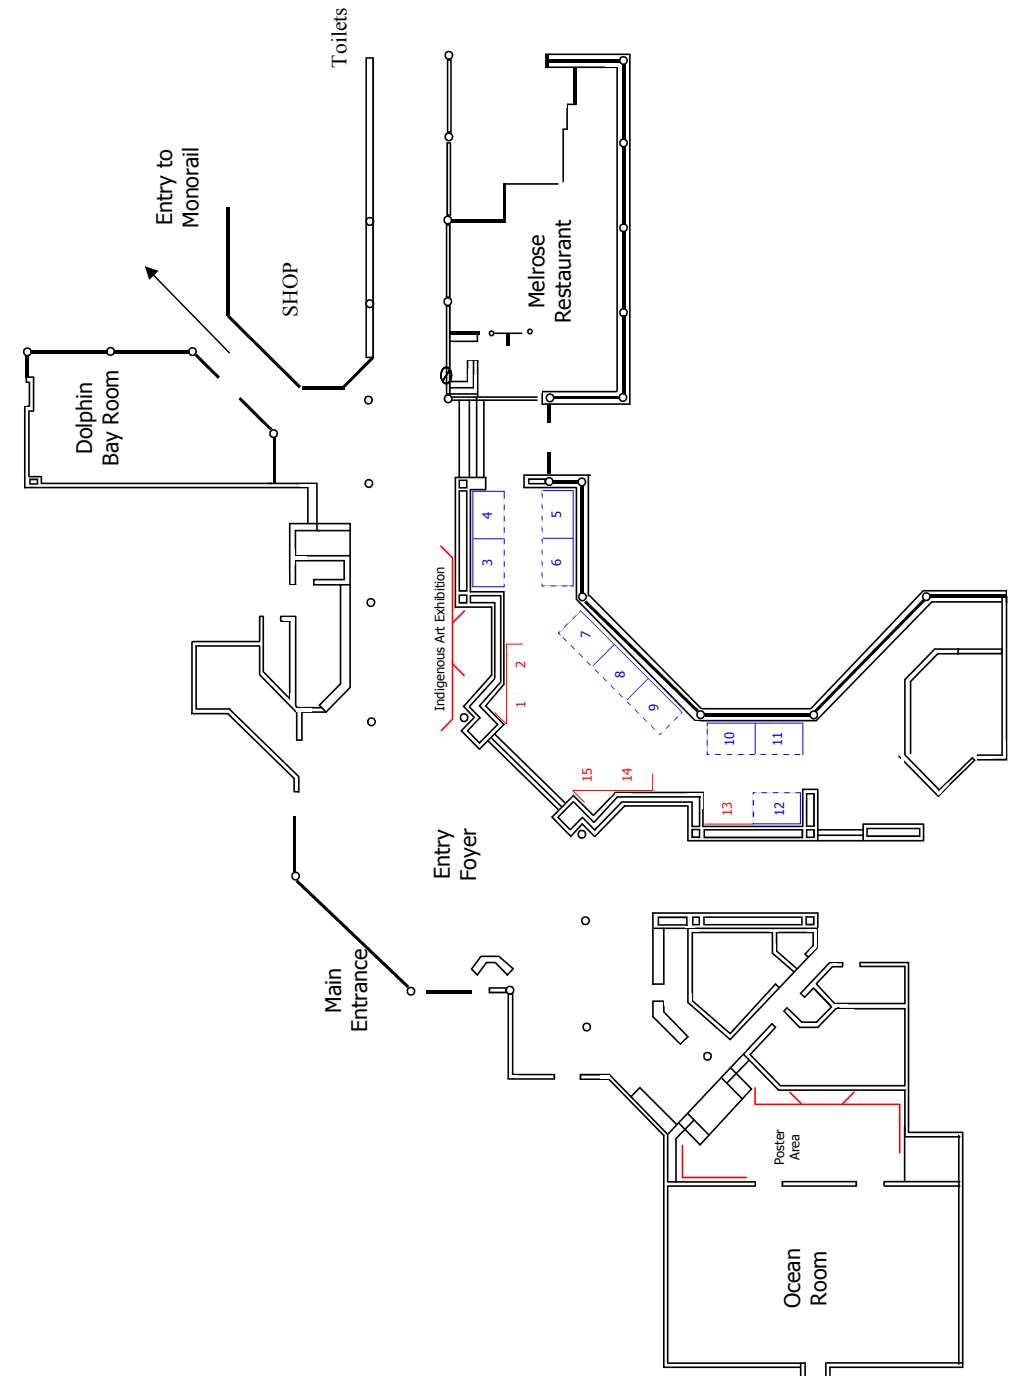 Toilets
Entry to
Monorail
SHOP
Melrose
Restaurant
Dolphin
Bay Room
4
5
3
6
Indigenous Art Exhibition
7
2
8
1
9
10
11
15
14
13
12
Entry
Foyer
Main
Entrance
Poster
Area
Ocean
Room